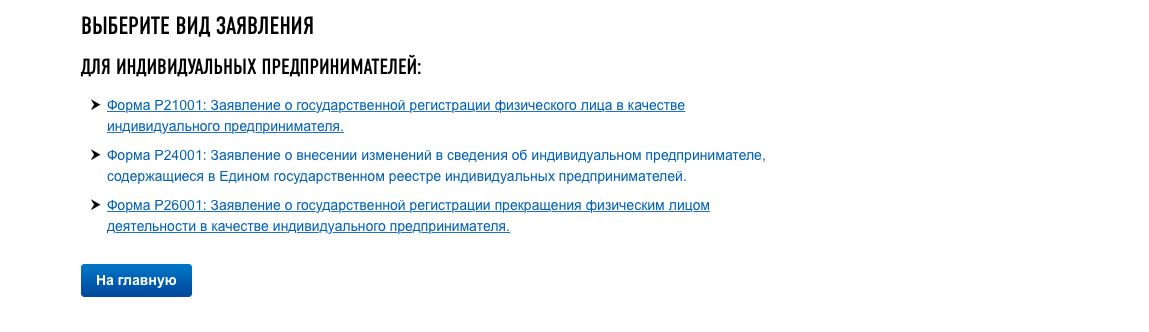 ВЫБЕРИТЕ ВИД ЗАЯВЛЕНИЯ
ДЛЯ ИНДИВИДУАЛЬНЫХ ПРЕДПРИНИМАТЕЛЕЙ:
Форма Р21001: Заявление о государственной регистрации физического лица в качестве
индивидуального предпринимателя.
Форма Р24001: Заявление о внесении изменений в сведения об индивидуальном предпринимателе,
содержащиеся в Едином государственном реестре индивидуальных предпринимателей.
Форма Р26001: Заявление о государственной регистрации прекращения физическим лицом
деятельности в качестве индивидуального предпринимателя.
На главную